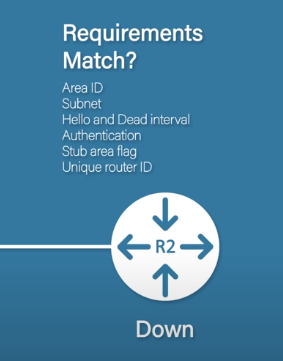 Requirements
Match?
Area ID
Subnet
Hello and Dead interval
Authentication
Stub area flag
Unique router ID
R2
Down